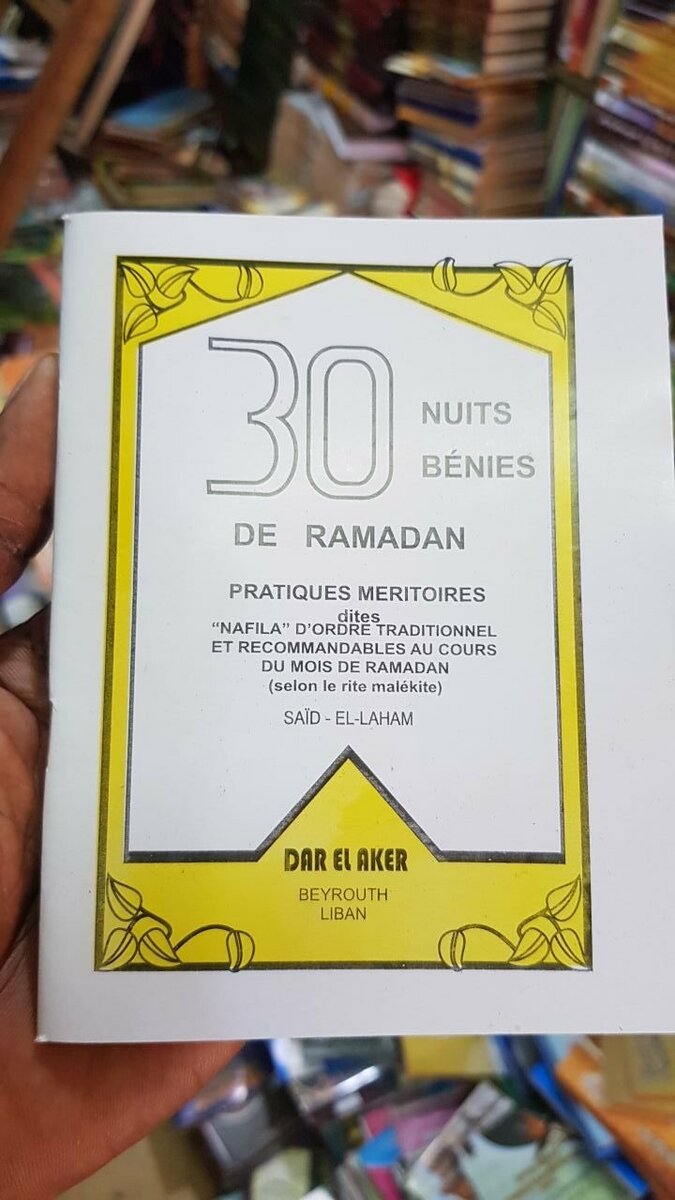 30 NUITS
BÉNIES
DE RAMADAN
PRATIQUES MERITOIRES
dites
"NAFILA" D'ORDRE TRADITIONNEL
ET RECOMMANDABLES AU COURS
DU MOIS DE RAMADAN
(selon le rite malékite)
SAÏD - EL-LAHAM
DAR EL AKER
BEYROUTH
LIBAN